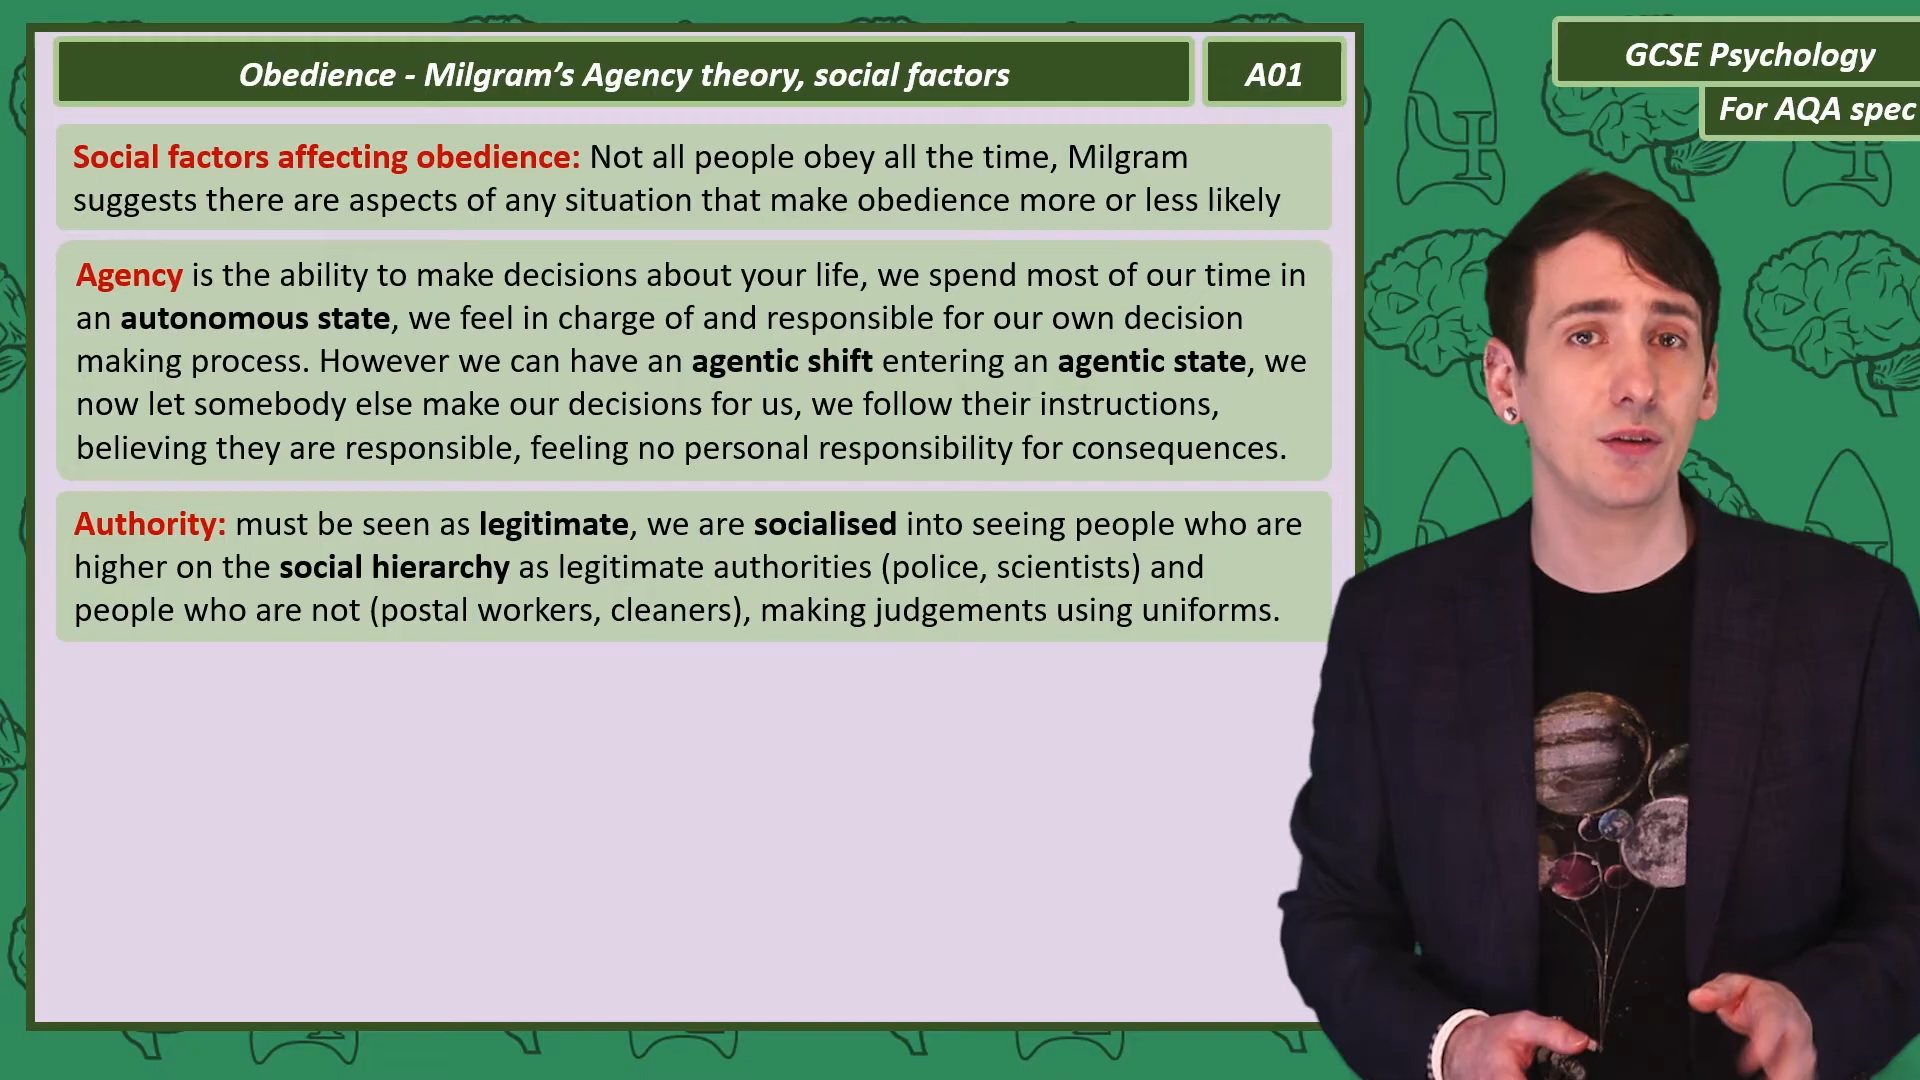 Obedience - Milgram's Agency theory, social factors
A01
GCSE Psychology
For AQA spec
Social factors affecting obedience: Not all people obey all the time, Milgram
suggests there are aspects of any situation that make obedience more or less likely
Agency is the ability to make decisions about your life, we spend most of our time in
an autonomous state, we feel in charge of and responsible for our own decision
making process. However we can have an agentic shift entering an agentic state, we
now let somebody else make our decisions for us, we follow their instructions,
believing they are responsible, feeling no personal responsibility for consequences.
Authority: must be seen as legitimate, we are socialised into seeing people who are
higher on the social hierarchy as legitimate authorities (police, scientists) and
people who are not (postal workers, cleaners), making judgements using uniforms.